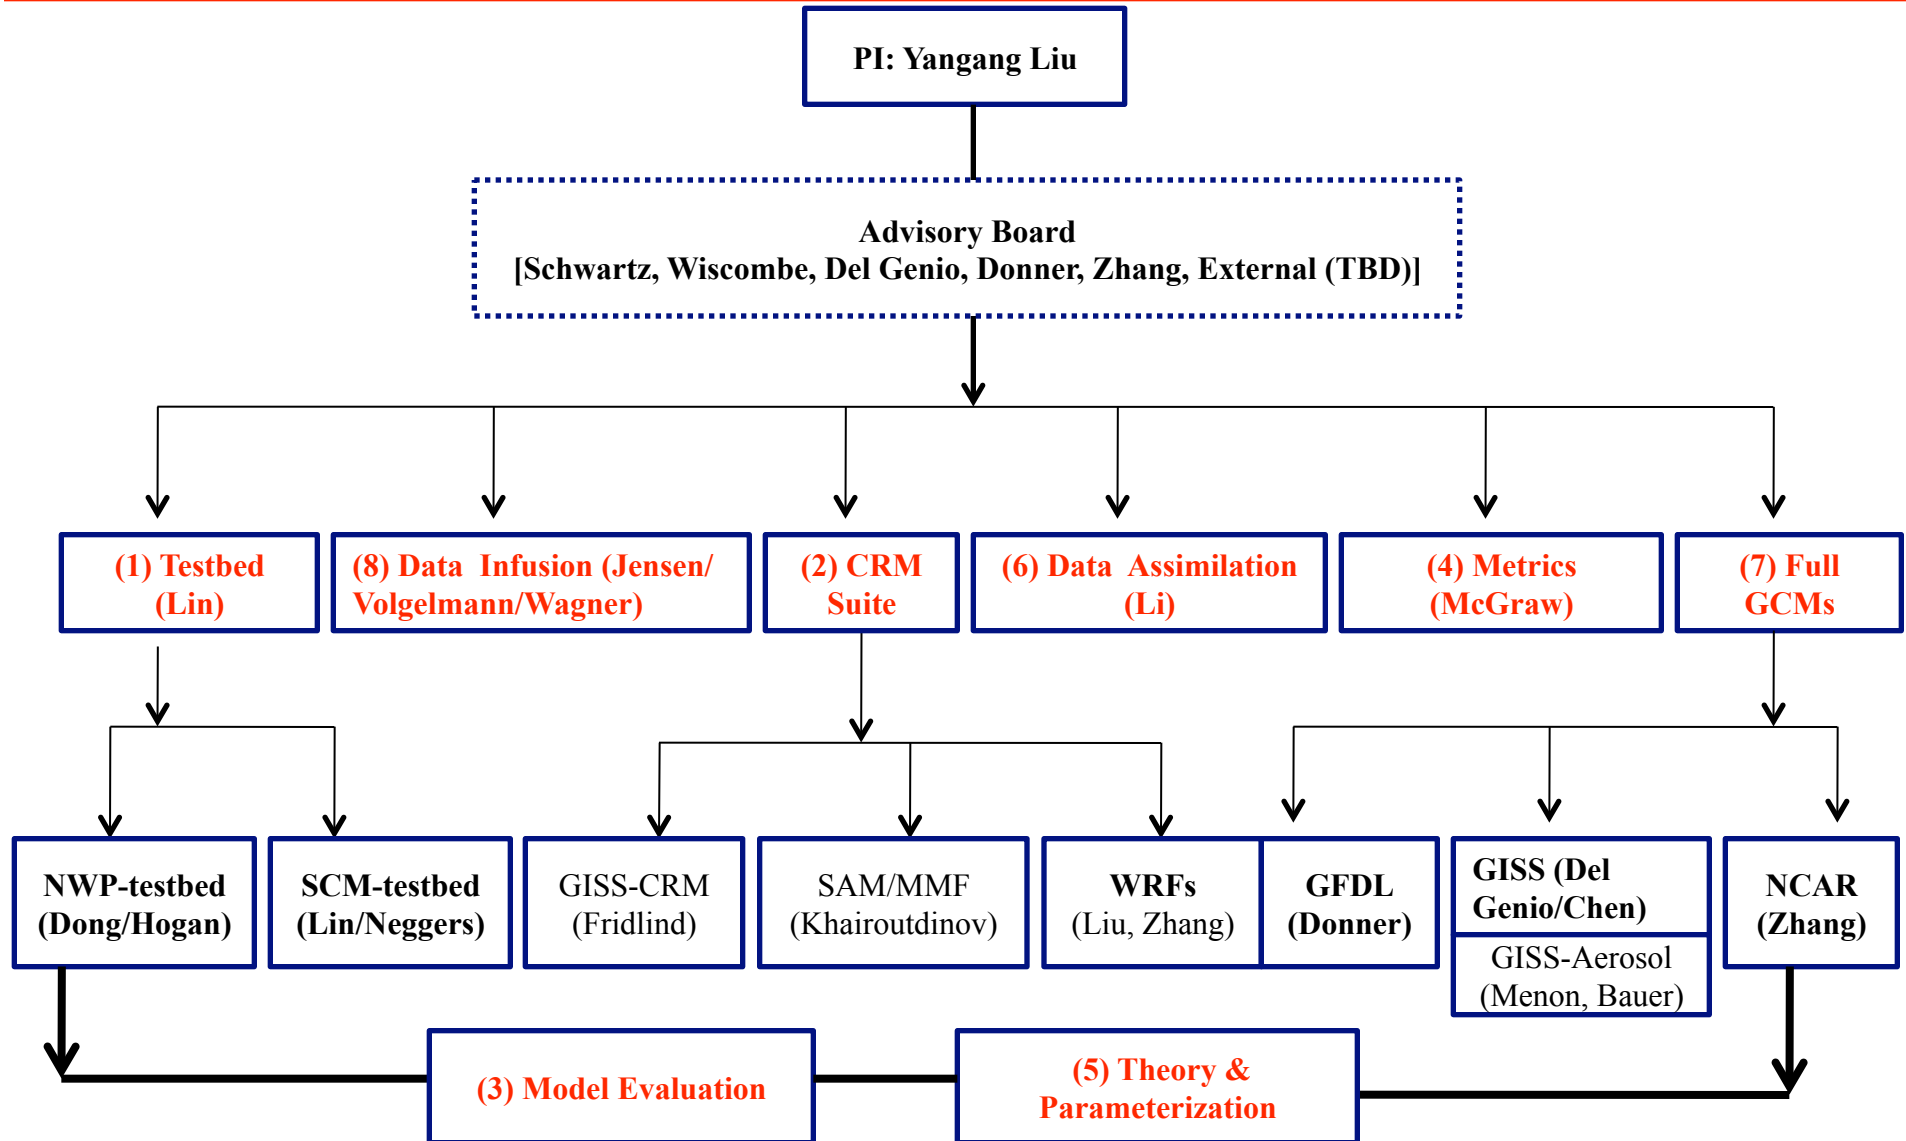 PI: Yangang Liu
Advisory Board
[Schwartz, Wiscombe, Del Genio, Donner, Zhang, External (TBD)]
(1) Testbed
(Lin)
(8) Data  Infusion (Jensen/
Volgelmann/Wagner)
(2) CRM
Suite
(6) Data  Assimilation
(Li)
(4) Metrics
(McGraw)
(7) Full
GCMs
NWP-testbed
(Dong/Hogan)
SCM-testbed
(Lin/Neggers)
GISS-CRM
(Fridlind)
SAM/MMF
(Khairoutdinov)
WRFs
(Liu, Zhang)
GFDL
(Donner)
GISS (Del
Genio/Chen)
GISS-Aerosol
(Menon, Bauer)
NCAR
(Zhang)
(3) Model Evaluation
(5) Theory &
Parameterization